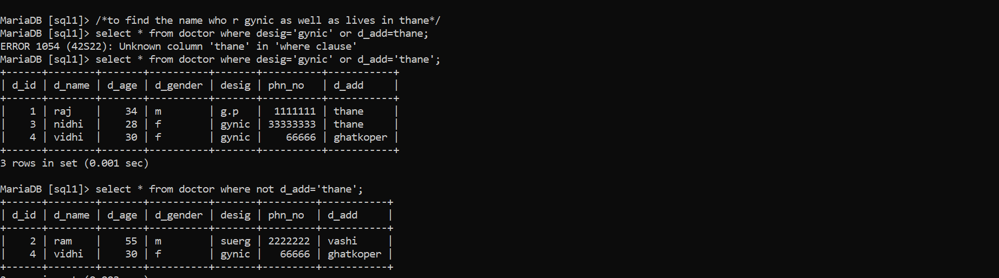 MariaDB [sql1]> /*to find the name who r gynic as well as lives in thane*/
MariaDB [sql1]> select * from doctor where desig='gynic' or d_add=thane;
ERROR 1054 (42S22): Unknown column 'thane' in 'where clause'
MariaDB [sql1]> select * from doctor where desig='gynic' or d_add='thane';
+------+--------+-------+----------+-------+----------+-----------+
| d_id | d_name | d_age | d_gender | desig | phn_no   | d_add     |
+------+--------+-------+----------+-------+----------+-----------+
|    1 | raj    |    34 | m        | g.p   |  1111111 | thane     |
|    3 | nidhi  |    28 | f        | gynic | 33333333 | thane     |
|    4 | vidhi  |    30 | f        | gynic |    66666 | ghatkoper |
+------+--------+-------+----------+-------+----------+-----------+
3 rows in set (0.001 sec)
MariaDB [sql1]> select * from doctor where not d_add='thane';
+------+--------+-------+----------+-------+---------+-----------+
| d_id | d_name | d_age | d_gender | desig | phn_no  | d_add     |
+------+--------+-------+----------+-------+---------+-----------+
|    2 | ram    |    55 | m        | suerg | 2222222 | vashi     |
|    4 | vidhi  |    30 | f        | gynic |   66666 | ghatkoper |
+------+--------+-------+----------+-------+---------+-----------+